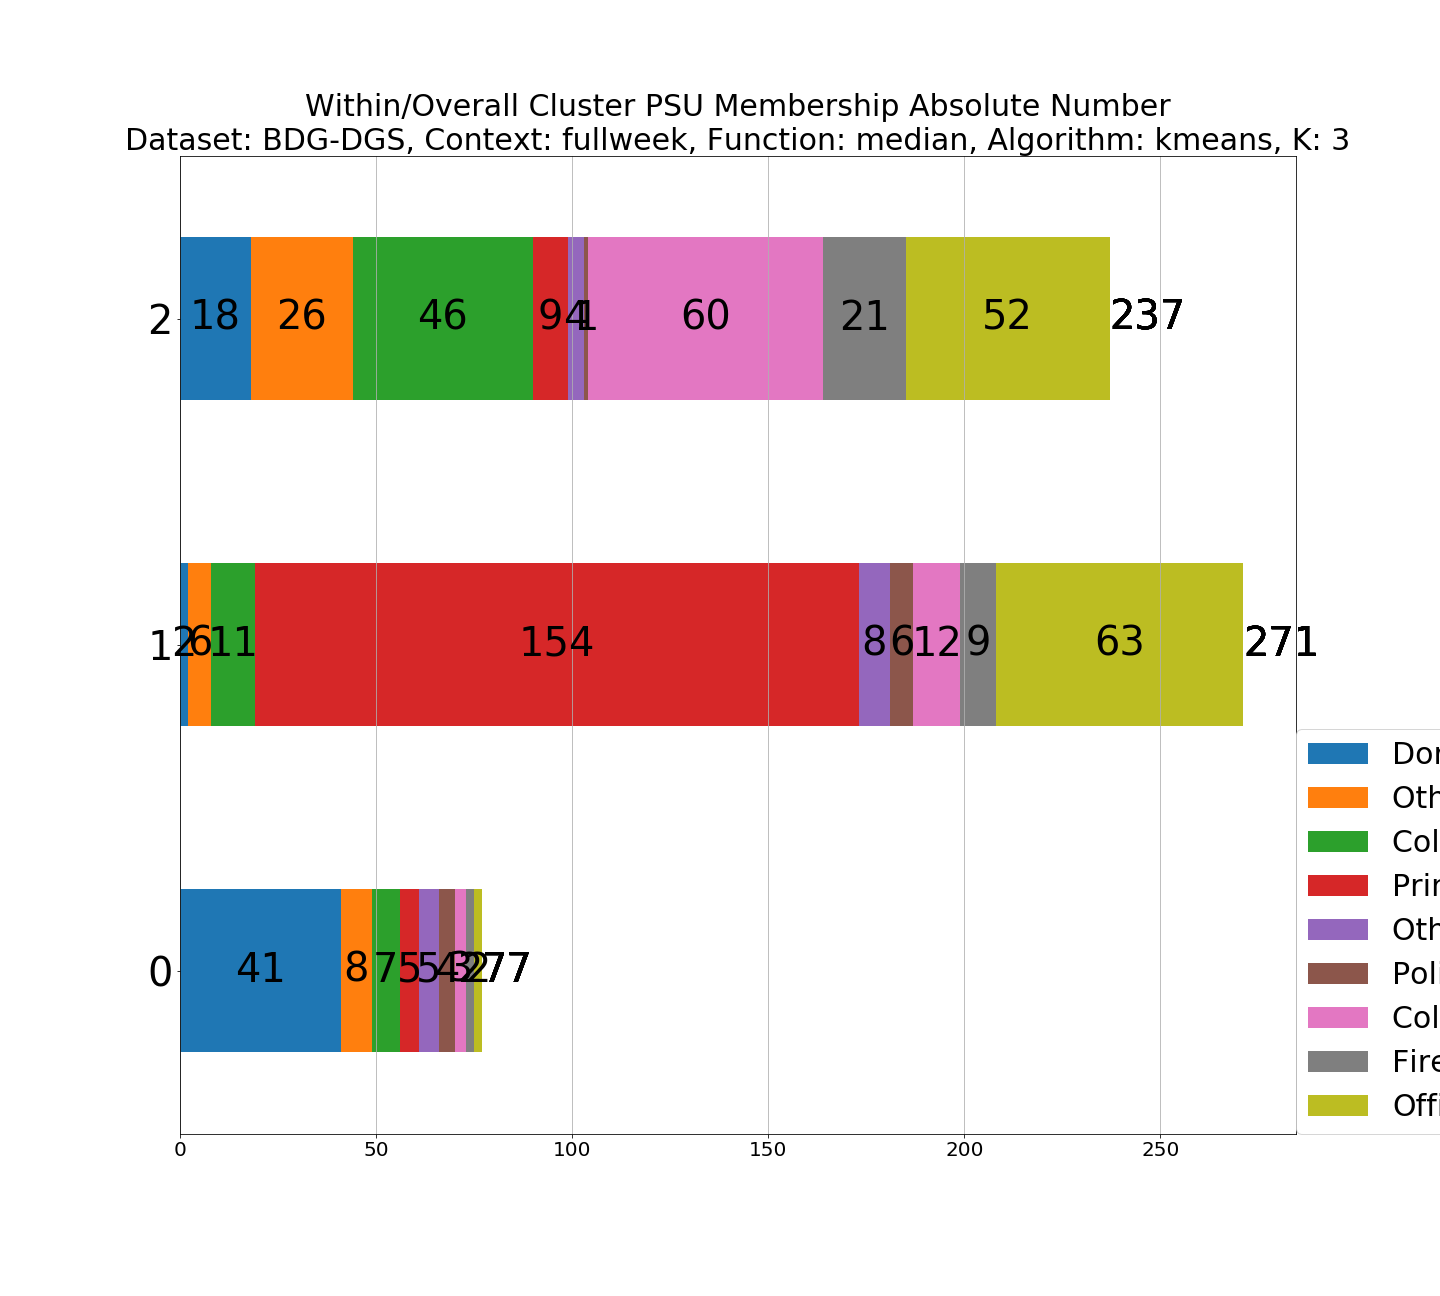 Within/Overall Cluster PSU Membership Absolute Number
Dataset: BDG-DGS, Context: fullweek, Function: median, Algorithm: kmeans, K: 3
2 18 26 46 9 4 1 60 21 52 237
1 2 6 11 154 8 6 12 9 63 271
0 41 8 7 5 5 4 3 2 2 77
0 50 100 150 200 250
Dor
Oth
Col
Prin
Oth
Poli
Col
Fire
Offi